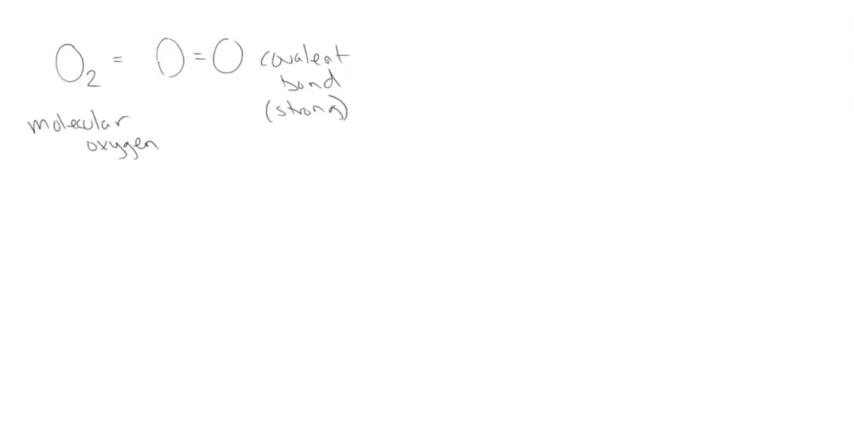 O₂ = O=O covalent
bond
(strong)
molecular
oxygen